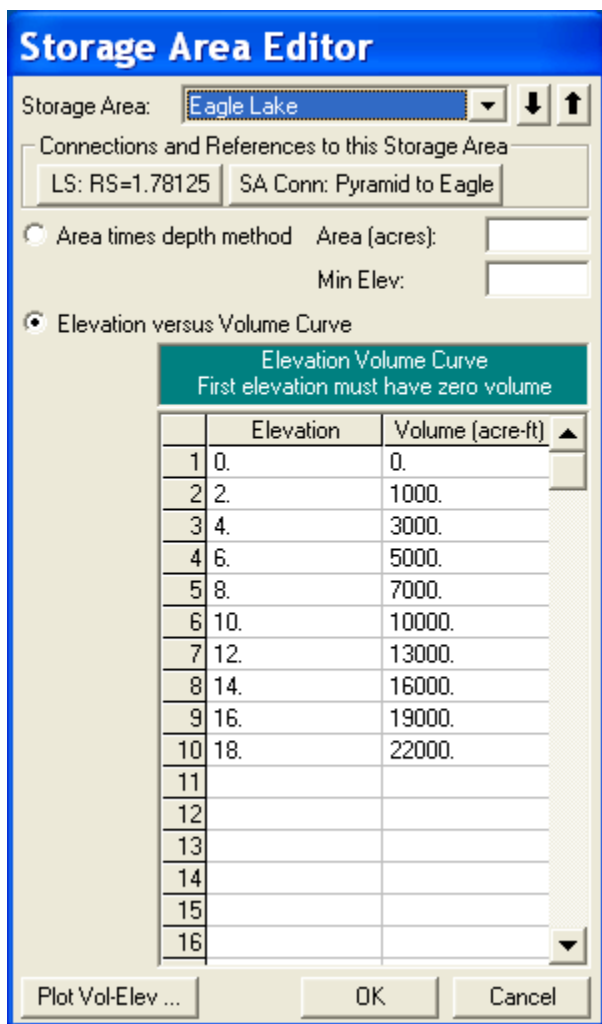 Storage Area Editor
Storage Area: Eagle Lake
Connections and References to this Storage Area
LS: RS=1.78125 SA Conn: Pyramid to Eagle
Area times depth method Area (acres):
Min Elev:
Elevation versus Volume Curve
Elevation Volume Curve
First elevation must have zero volume
Elevation Volume (acre-ft)
1 0. 0.
2 2. 1000.
3 4. 3000.
4 6. 5000.
5 8. 7000.
6 10. 10000.
7 12. 13000.
8 14. 16000.
9 16. 19000.
10 18. 22000.
11
12
13
14
15
16
Plot Vol-Elev ... OK Cancel